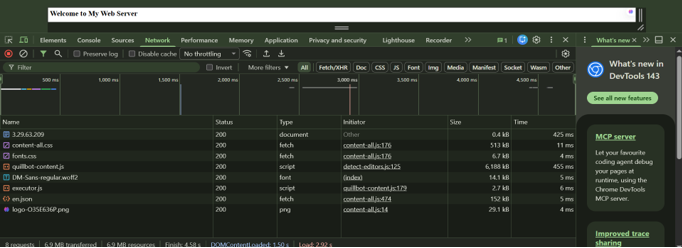 Welcome to My Web Server
Elements Console Sources Network Performance Memory Application Privacy and security Lighthouse Recorder 1 What's new
Preserve log Disable cache No throttling
Filter Invert More filters All Fetch/XHR Doc CSS JS Font Img Media Manifest Socket Wasm Other
500 ms 1,000 ms 1,500 ms 2,000 ms 2,500 ms 3,000 ms 3,500 ms 4,000 ms 4,500 ms
Name Status Type Initiator Size Time
3.29.63.209 200 document Other 0.4 kB 425 ms
content-all.css 200 fetch content-all.js:176 513 kB 11 ms
fonts.css 200 fetch content-all.js:176 6.7 kB 4 ms
quillbot-content.js 200 script detect-editors.js:125 6,188 kB 455 ms
DM-Sans-regular.woff2 200 font (index) 14.1 kB 5 ms
executor.js 200 script quillbot-content.js:179 2.7 kB 6 ms
en.json 200 fetch content-all.js:474 152 kB 5 ms
logo-O35E636P.png 200 png content-all.js:14 29.1 kB 4 ms
8 requests 6.9 MB transferred 6.9 MB resources Finish: 4.58 s DOMContentLoaded: 1.50 s Load: 2.92 s
What's new in
DevTools 143
See all new features
MCP server
Let your favourite
coding agent debug
your pages at
runtime, using the
Chrome DevTools
MCP server.
Improved trace
sharing